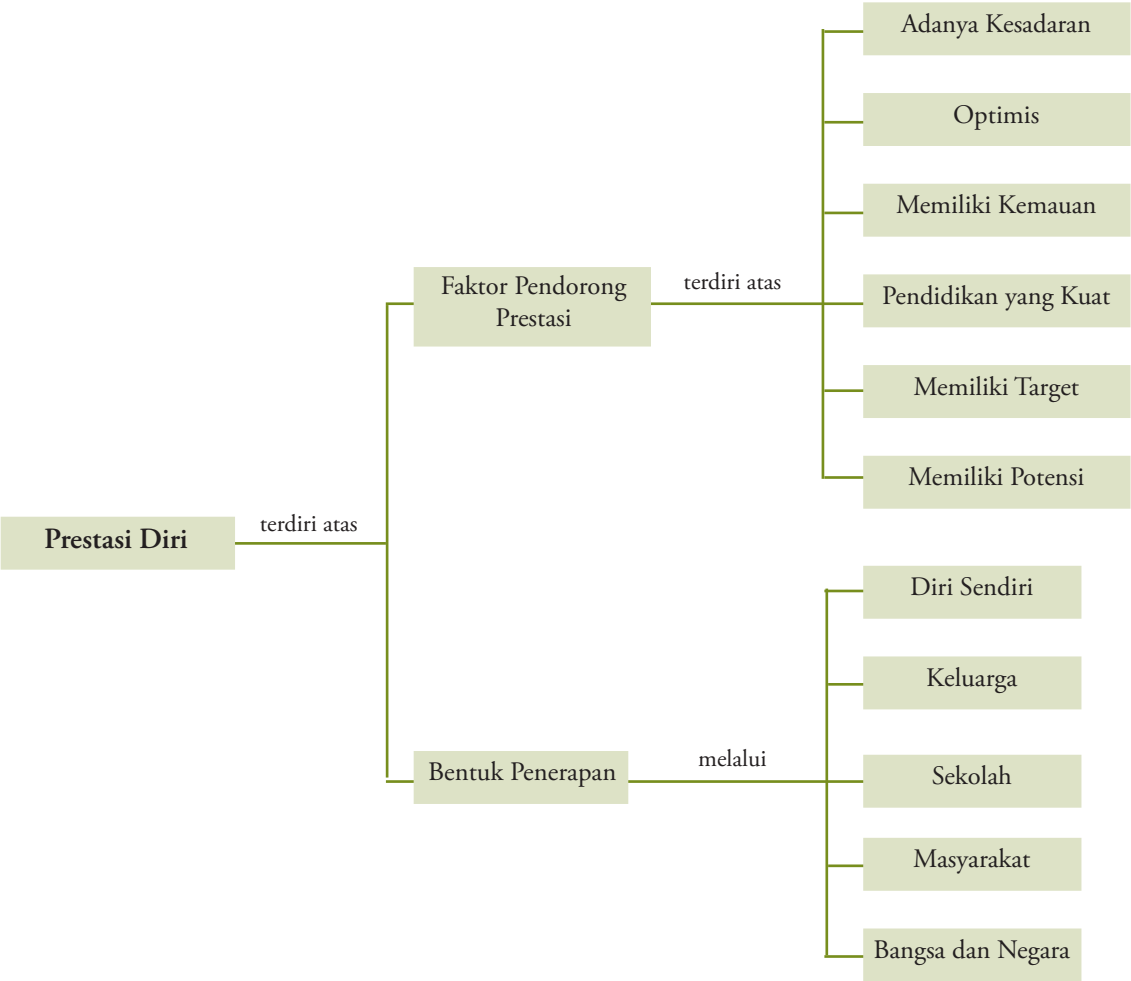 Prestasi Diri
terdiri atas
Faktor Pendorong
Prestasi
terdiri atas
Adanya Kesadaran
Optimis
Memiliki Kemauan
Pendidikan yang Kuat
Memiliki Target
Memiliki Potensi
Bentuk Penerapan
melalui
Diri Sendiri
Keluarga
Sekolah
Masyarakat
Bangsa dan Negara